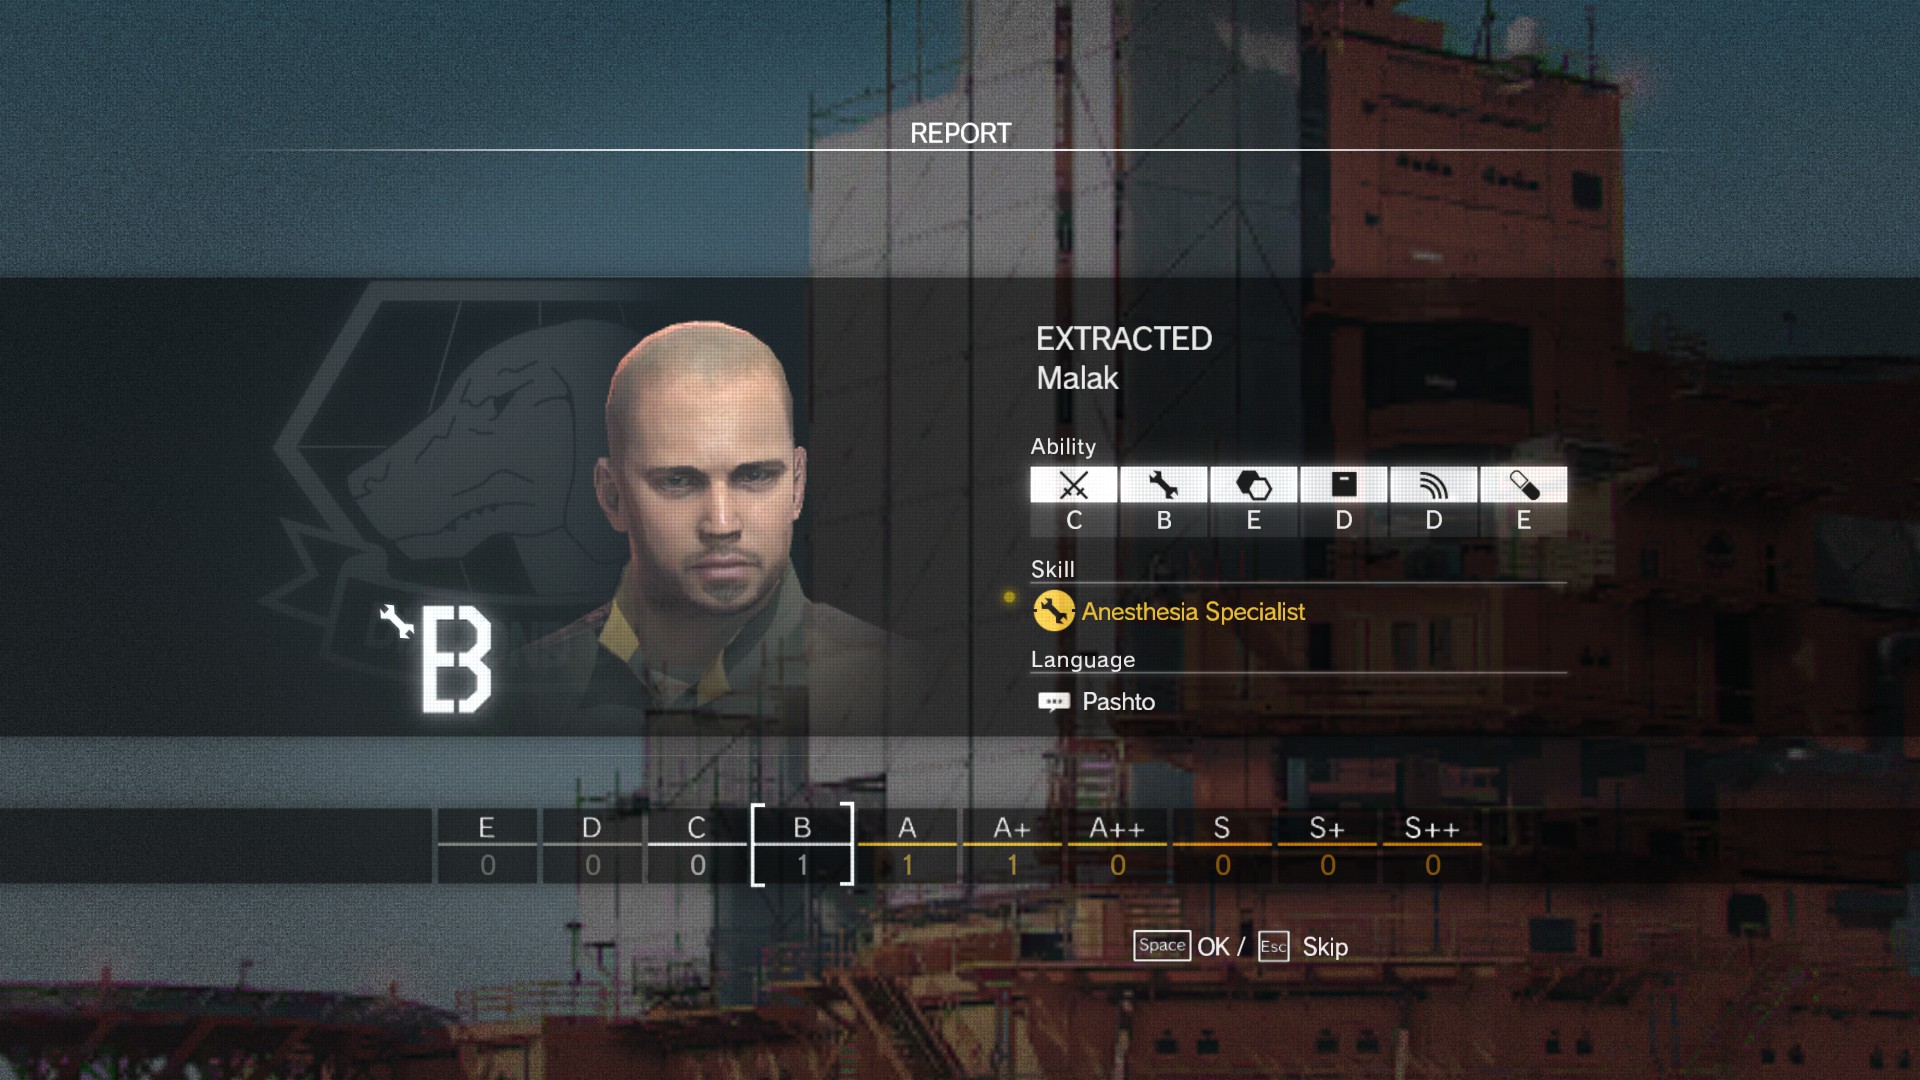 REPORT
EXTRACTED
Malak
Ability
C B E D D E
Skill
Anesthesia Specialist
Language
Pashto
B
E D C B A A+ A++ S S+ S++
0 0 0 1 1 1 0 0 0 0
Space OK / Esc Skip